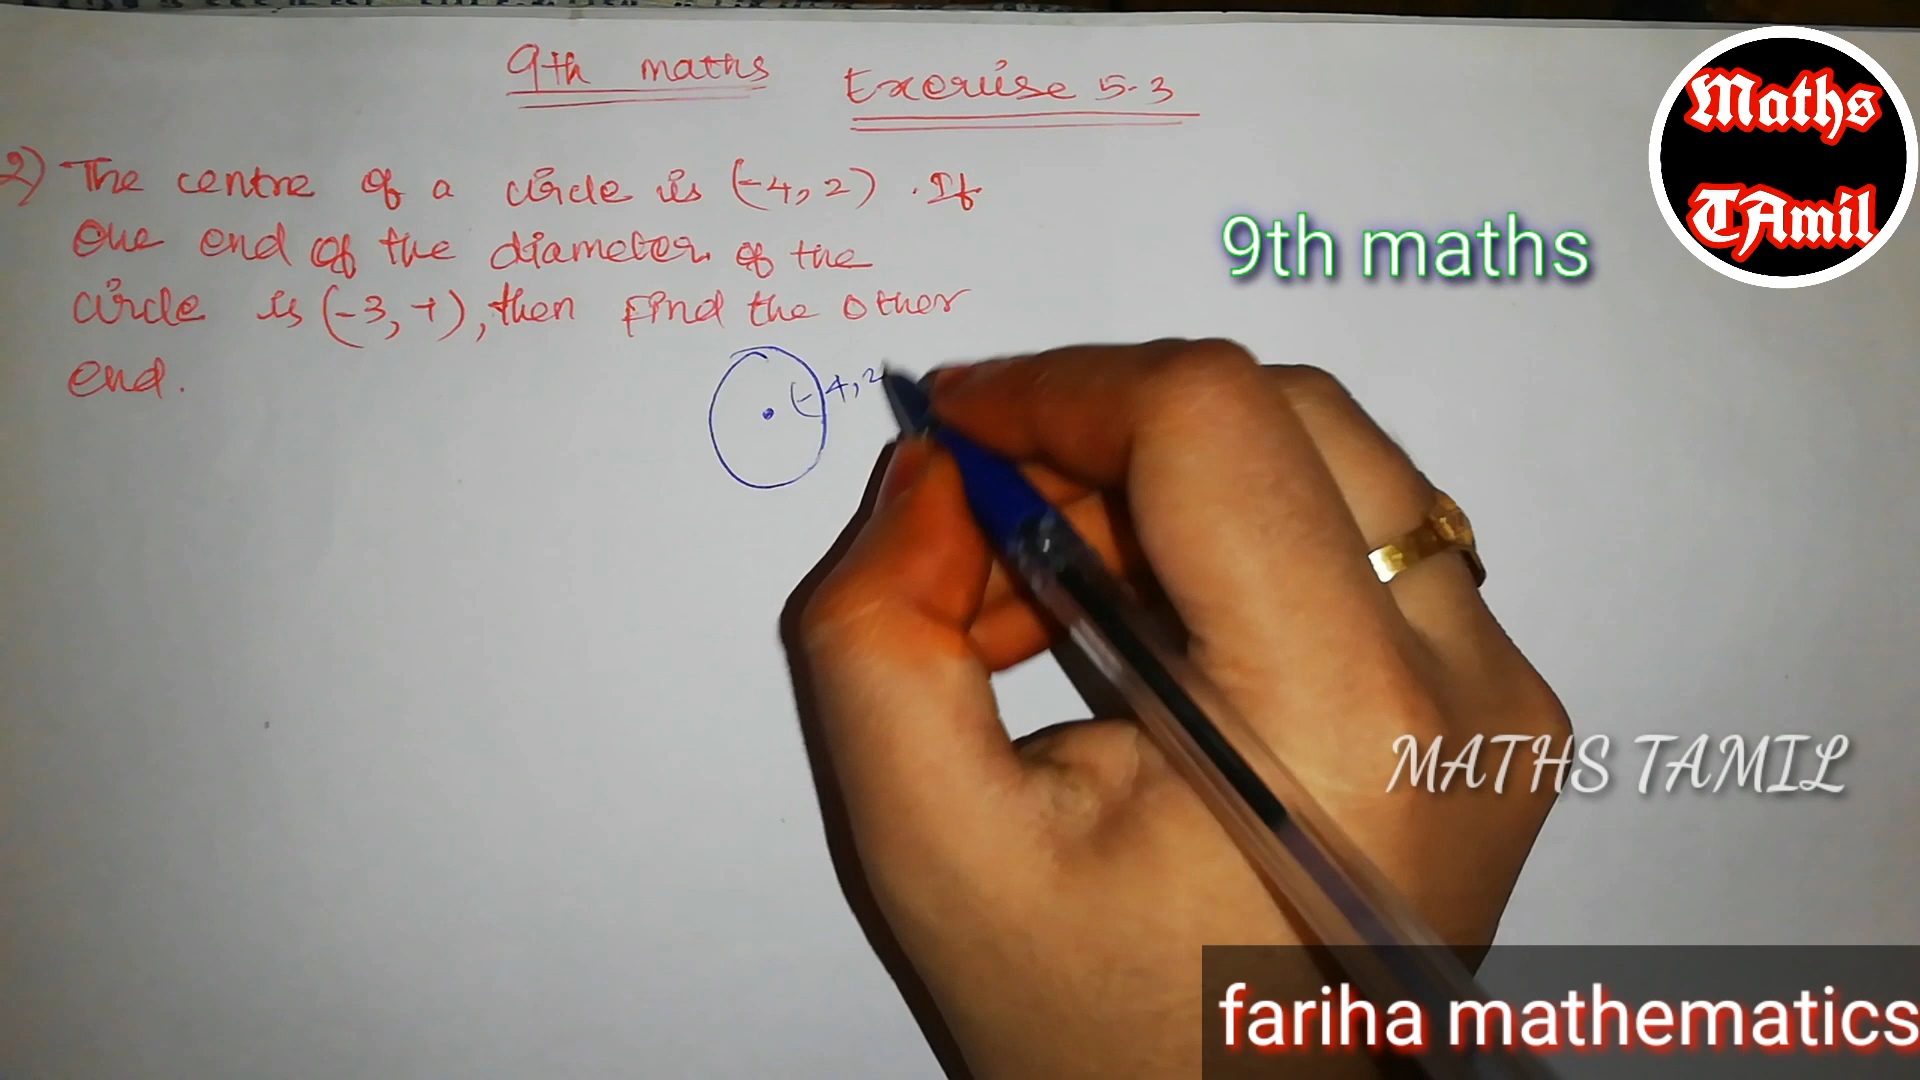 9th maths Exercise 5.3
2) The centre of a circle is (-4, 2) . If
one end of the diameter of the
circle is (-3, 7), then find the other
end.
(-4, 2
Maths
TAmil
9th maths
MATHS TAMIL
fariha mathematics